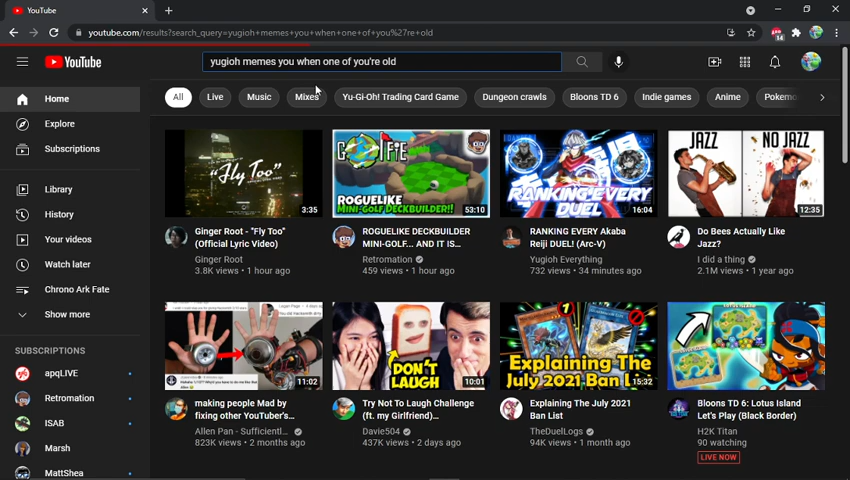 YouTube
youtube.com/results?search_query=yugioh+memes+you+when+one+of+you%27re+old
14
YouTube
yugioh memes you when one of you're old
All
Live
Music
Mixes
Yu-Gi-Oh! Trading Card Game
Dungeon crawls
Bloons TD 6
Indie games
Anime
Pokemo
Home
Explore
Subscriptions
Library
History
Your videos
Watch later
Chrono Ark Fate
Show more
SUBSCRIPTIONS
apqLIVE
Retromation
ISAB
Marsh
MattShea
"Fly Too"
3:35
Ginger Root - "Fly Too"
(Official Lyric Video)
Ginger Root
3.8K views • 1 hour ago
GOLFIE
ROGUELIKE
MINI-GOLF DECKBUILDER!!
53:10
ROGUELIKE DECKBUILDER
MINI-GOLF... AND IT IS...
Retromation
459 views • 1 hour ago
RANKING EVERY DUEL
16:04
RANKING EVERY Akaba
Reiji DUEL! (Arc-V)
Yugioh Everything
732 views • 34 minutes ago
JAZZ
NO JAZZ
12:35
Do Bees Actually Like
Jazz?
I did a thing
2.1M views • 1 year ago
11:02
making people Mad by
fixing other YouTuber's...
Allen Pan - Sufficientl...
823K views • 2 months ago
DON'T
LAUGH
10:01
Try Not To Laugh Challenge
(ft. my Girlfriend)...
Davie504
437K views • 2 days ago
Explaining The
July 2021 Ban List
15:32
Explaining The July 2021
Ban List
TheDuelLogs
94K views • 1 month ago
Bloons TD 6: Lotus Island
Let's Play (Black Border)
H2K Titan
90 watching
LIVE NOW